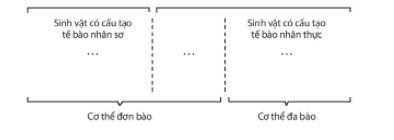 Sinh vật có cấu tạo
tế bào nhân sơ
Sinh vật có cấu tạo
tế bào nhân thực
...
...
...
Cơ thể đơn bào
Cơ thể đa bào